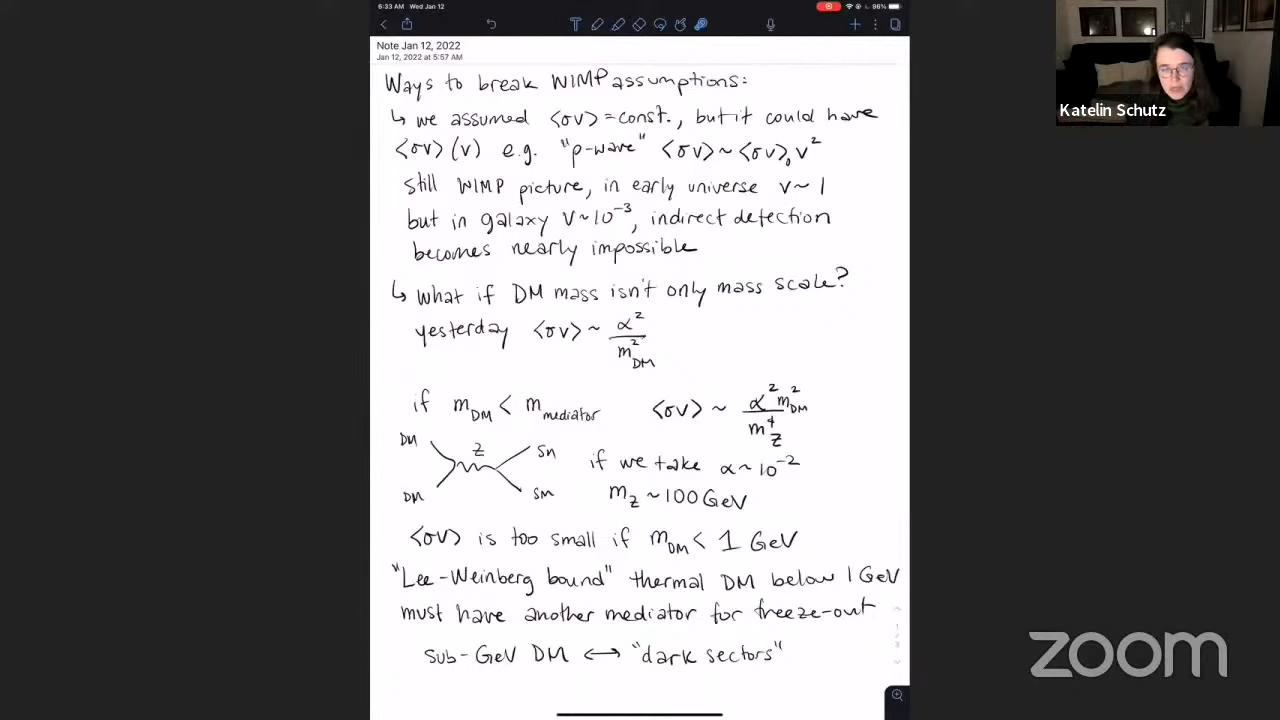 6:33 AM Wed Jan 12
96%
Note Jan 12, 2022
Jan 12, 2022 at 5:57 AM
Ways to break WIMP assumptions:
↳ we assumed <σv> = const., but it could have
<σv>(v) e.g. "p-wave" <σv> ~ <σv>₀ v²
still WIMP picture, in early universe v ~ 1
but in galaxy v ~ 10⁻³, indirect detection
becomes nearly impossible
↳ what if DM mass isn't only mass scale?
yesterday <σv> ~ α² / m²_DM
if m_DM < m_mediator <σv> ~ α² m²_DM / m⁴_Z
DM Z SM if we take α ~ 10⁻²
DM SM m_Z ~ 100 GeV
<σv> is too small if m_DM < 1 GeV
"Lee-Weinberg bound" thermal DM below 1 GeV
must have another mediator for freeze-out
sub-GeV DM ↔ "dark sectors"
Katelin Schutz
zoom